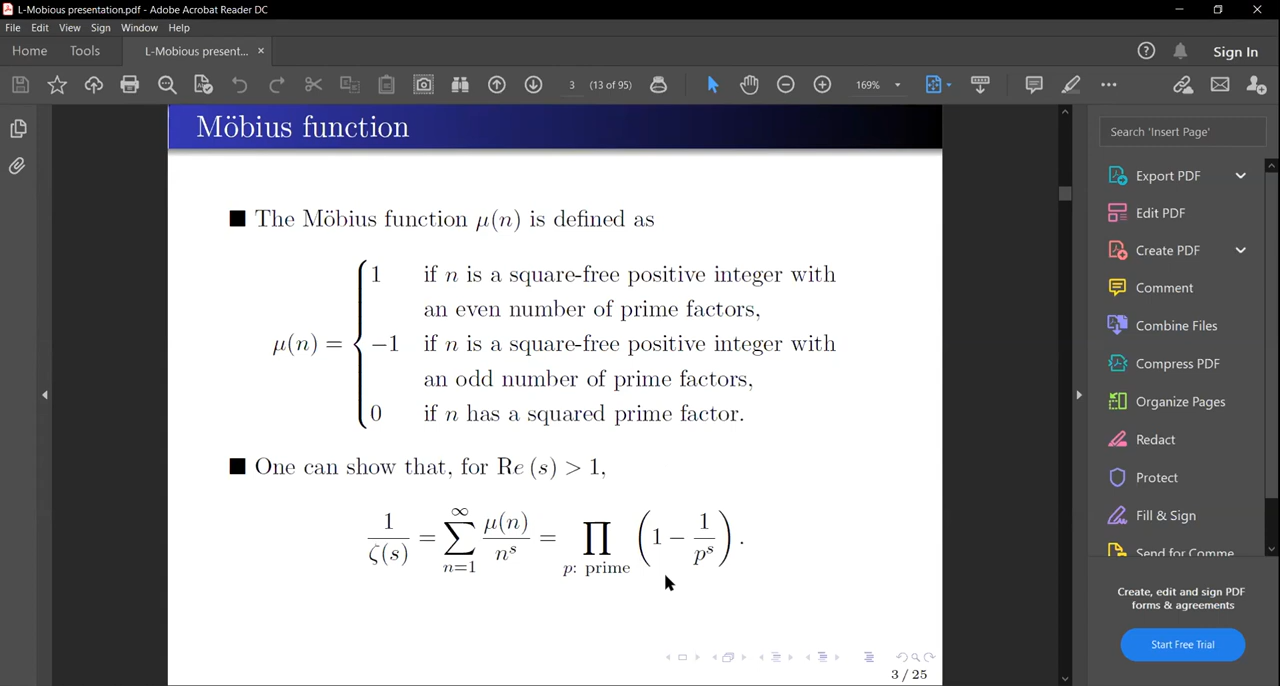 L-Mobious presentation.pdf - Adobe Acrobat Reader DC
File Edit View Sign Window Help
Home Tools L-Mobious present... × Sign In
3 (13 of 95) 169%
Search 'Insert Page'
Export PDF
Edit PDF
Create PDF
Comment
Combine Files
Compress PDF
Organize Pages
Redact
Protect
Fill & Sign
Send for Comme
Create, edit and sign PDF
forms & agreements
Start Free Trial
Möbius function
■ The Möbius function μ(n) is defined as
1 if n is a square-free positive integer with
an even number of prime factors,
μ(n) = { −1 if n is a square-free positive integer with
an odd number of prime factors,
0 if n has a squared prime factor.
■ One can show that, for Re (s) > 1,
1/ζ(s) = ∑_{n=1}^{∞} μ(n)/n^s = ∏_{p: prime} (1 − 1/p^s).
3 / 25